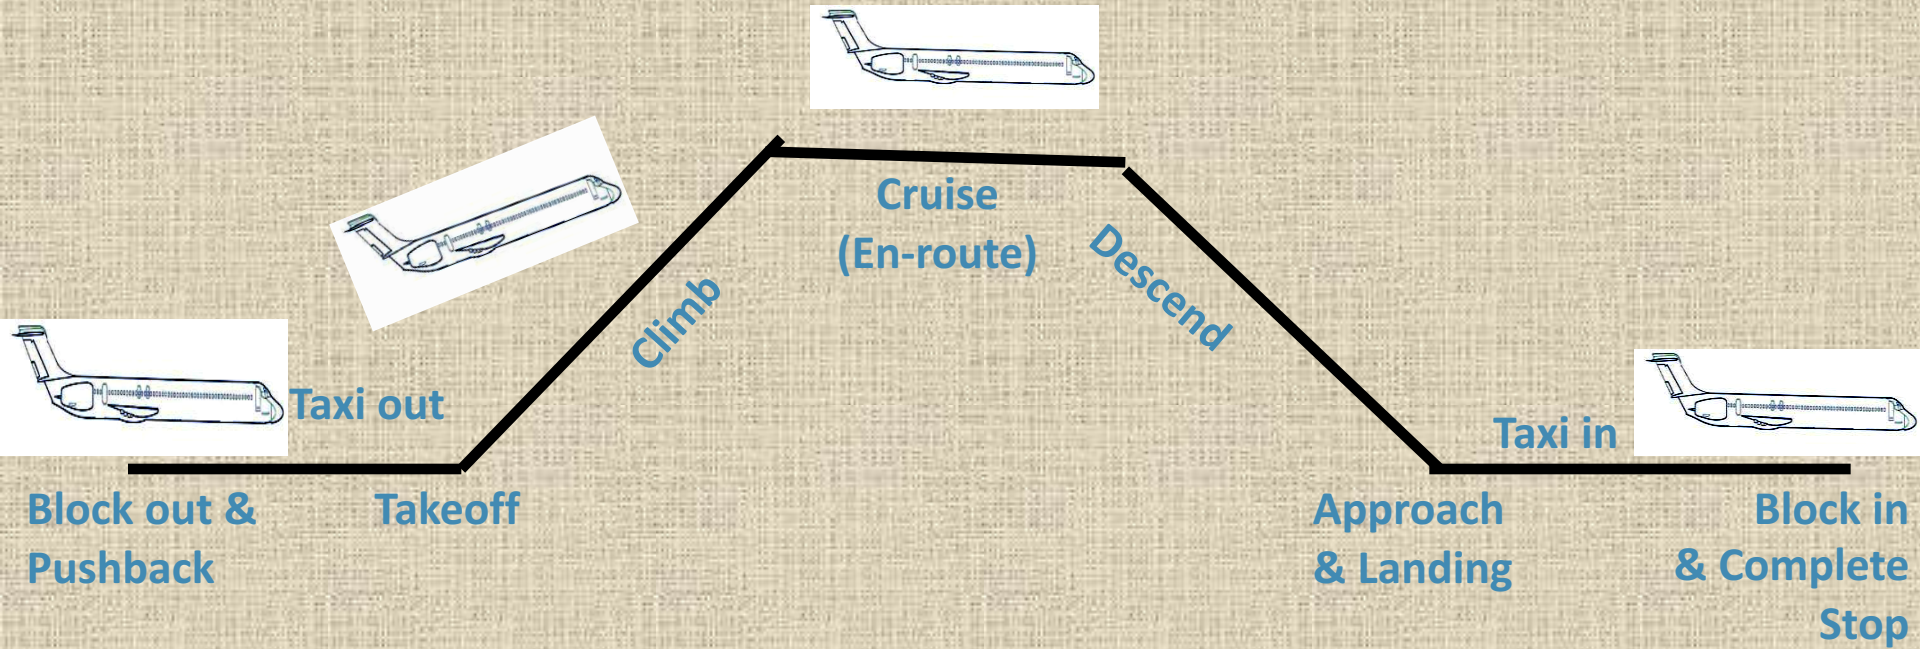 Block out &
Pushback
Taxi out
Takeoff
Climb
Cruise
(En-route)
Descend
Approach
& Landing
Taxi in
Block in
& Complete
Stop